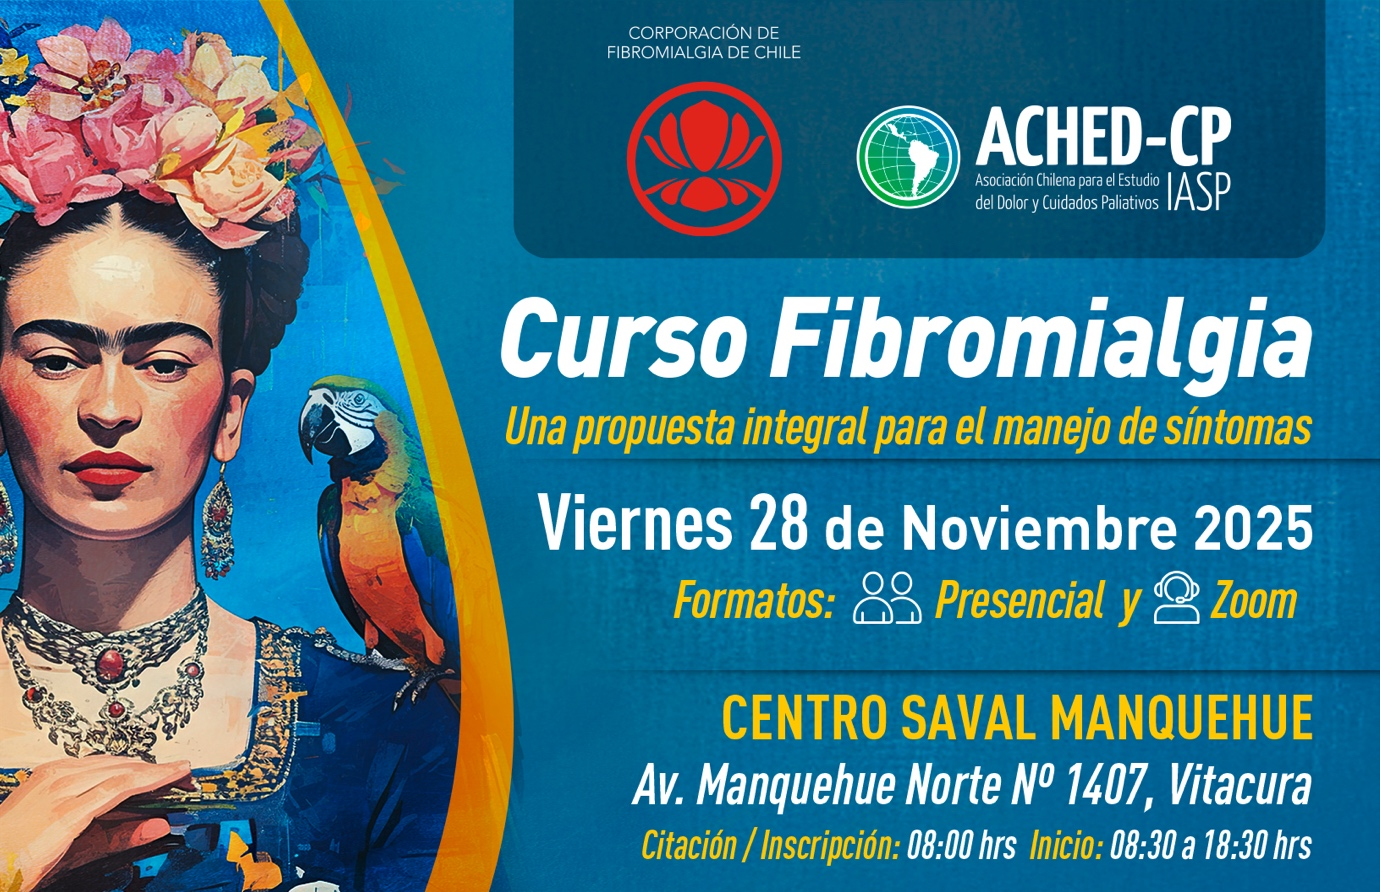 CORPORACIÓN DE
FIBROMIALGIA DE CHILE
ACHED-CP
Asociación Chilena para el Estudio
del Dolor y Cuidados Paliativos
IASP
Curso Fibromialgia
Una propuesta integral para el manejo de síntomas
Viernes 28 de Noviembre 2025
Formatos: Presencial y Zoom
CENTRO SAVAL MANQUEHUE
Av. Manquehue Norte Nº 1407, Vitacura
Citación / Inscripción: 08:00 hrs Inicio: 08:30 a 18:30 hrs